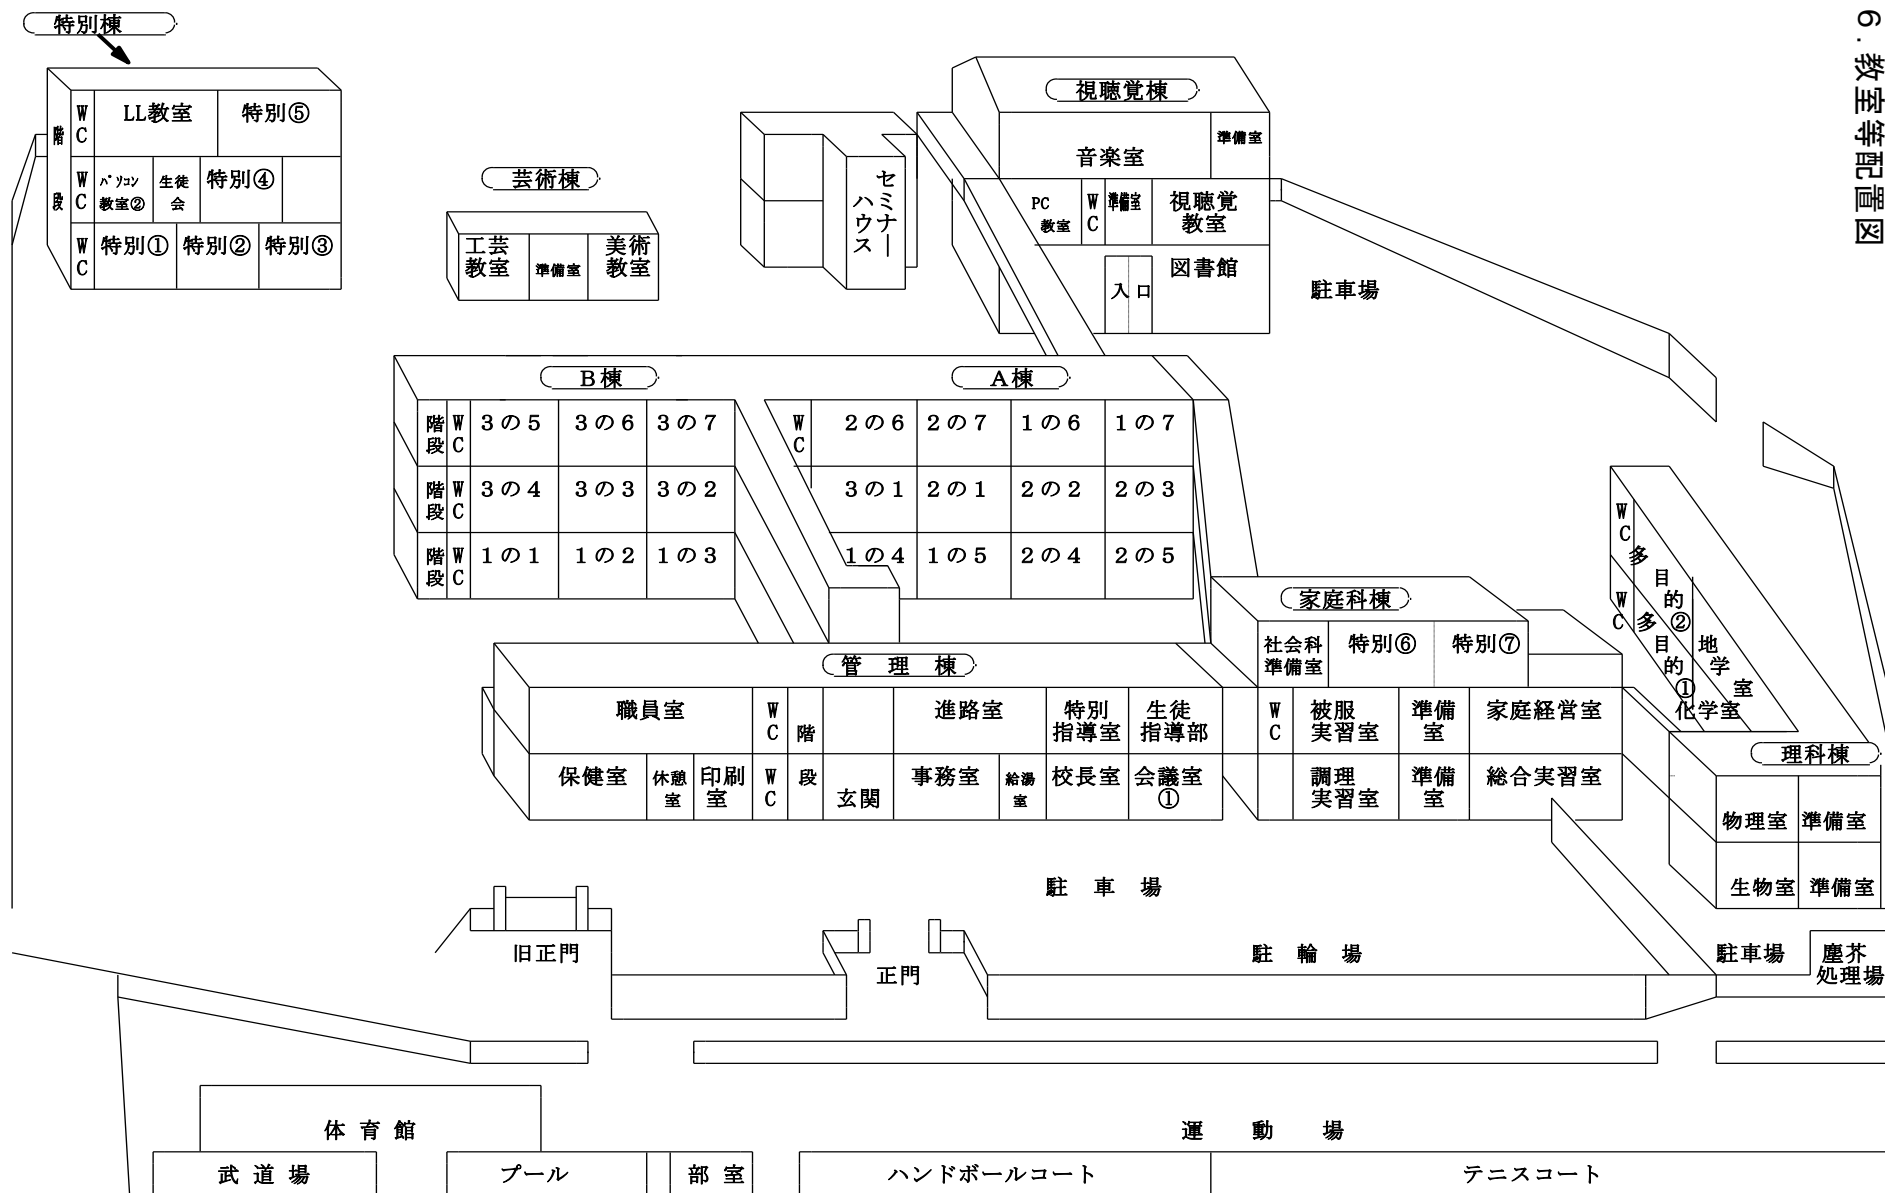 6．教室等配置図
特別棟
階
段
WC
LL教室
特別⑤
WC
パソコン
教室②
生徒
会
特別④
WC
特別①
特別②
特別③
芸術棟
工芸
教室
準備室
美術
教室
セミナー
ハウス
視聴覚棟
音楽室
準備室
PC
教室
WC
準備室
視聴覚
教室
図書館
入口
駐車場
B棟
A棟
階段
WC
3の5
3の6
3の7
WC
2の6
2の7
1の6
1の7
階段
WC
3の4
3の3
3の2
3の1
2の1
2の2
2の3
階段
WC
1の1
1の2
1の3
1の4
1の5
2の4
2の5
管理棟
職員室
WC
階
段
進路室
特別
指導室
生徒
指導部
保健室
休憩
室
印刷
室
WC
玄関
事務室
給湯
室
校長室
会議室
①
家庭科棟
社会科
準備室
特別⑥
特別⑦
WC
被服
実習室
準備
室
家庭経営室
調理
実習室
準備
室
総合実習室
WC
多目的②
WC
多目的①
地学室
化学室
理科棟
物理室
準備室
生物室
準備室
駐車場
旧正門
正門
駐輪場
駐車場
塵芥
処理場
体育館
運動場
武道場
プール
部室
ハンドボールコート
テニスコート